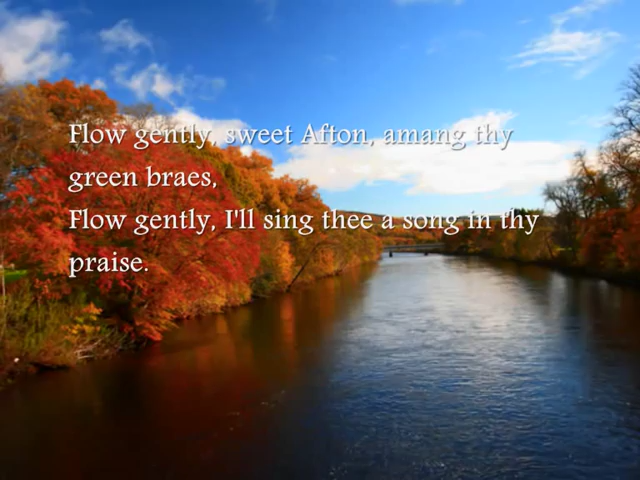 Flow gently, sweet Afton, amang thy
green braes,
Flow gently, I'll sing thee a song in thy
praise.